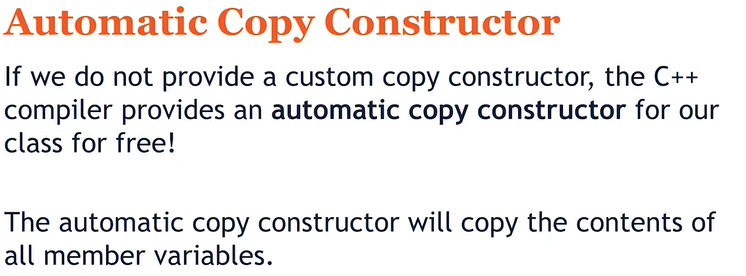 Automatic Copy Constructor
If we do not provide a custom copy constructor, the C++
compiler provides an automatic copy constructor for our
class for free!
The automatic copy constructor will copy the contents of
all member variables.